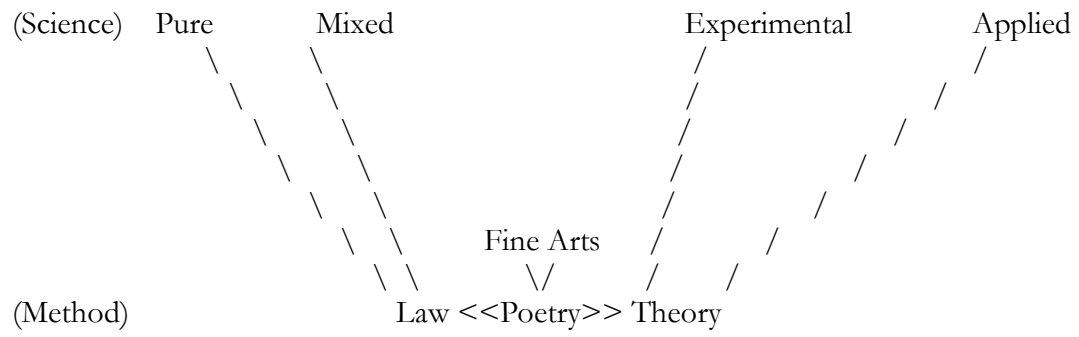 (Science) Pure Mixed Experimental Applied
Fine Arts
(Method) Law <<Poetry>> Theory